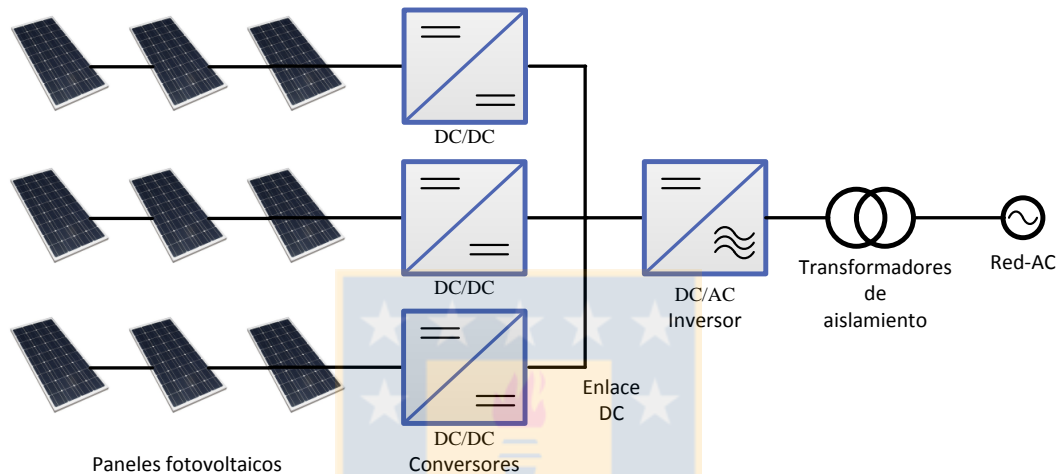 DC/DC
DC/DC
DC/AC
Inversor
Transformadores
de
aislamiento
Red-AC
Enlace
DC
DC/DC
Conversores
Paneles fotovoltaicos